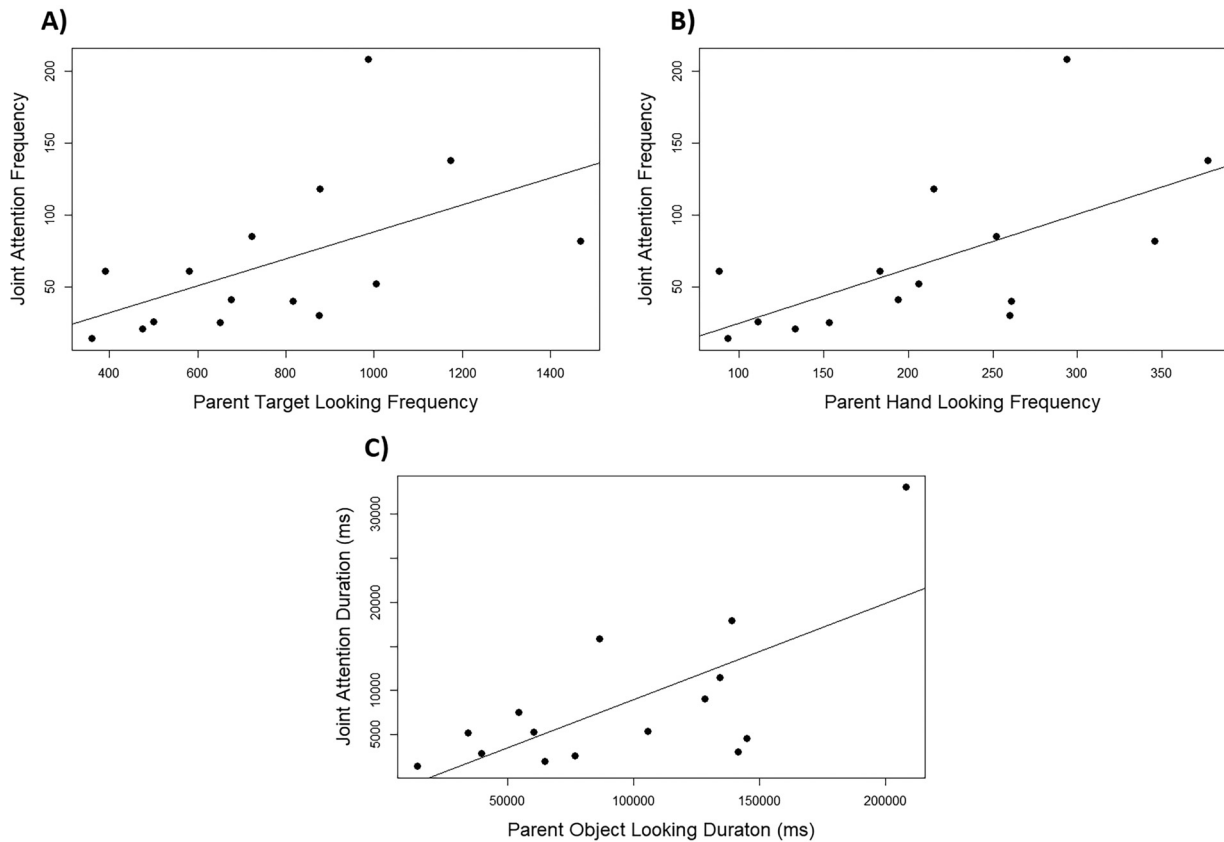 A)
Joint Attention Frequency
50 100 150 200
400 600 800 1000 1200 1400
Parent Target Looking Frequency
B)
Joint Attention Frequency
50 100 150 200
100 150 200 250 300 350
Parent Hand Looking Frequency
C)
Joint Attention Duration (ms)
5000 10000 20000 30000
50000 100000 150000 200000
Parent Object Looking Duraton (ms)